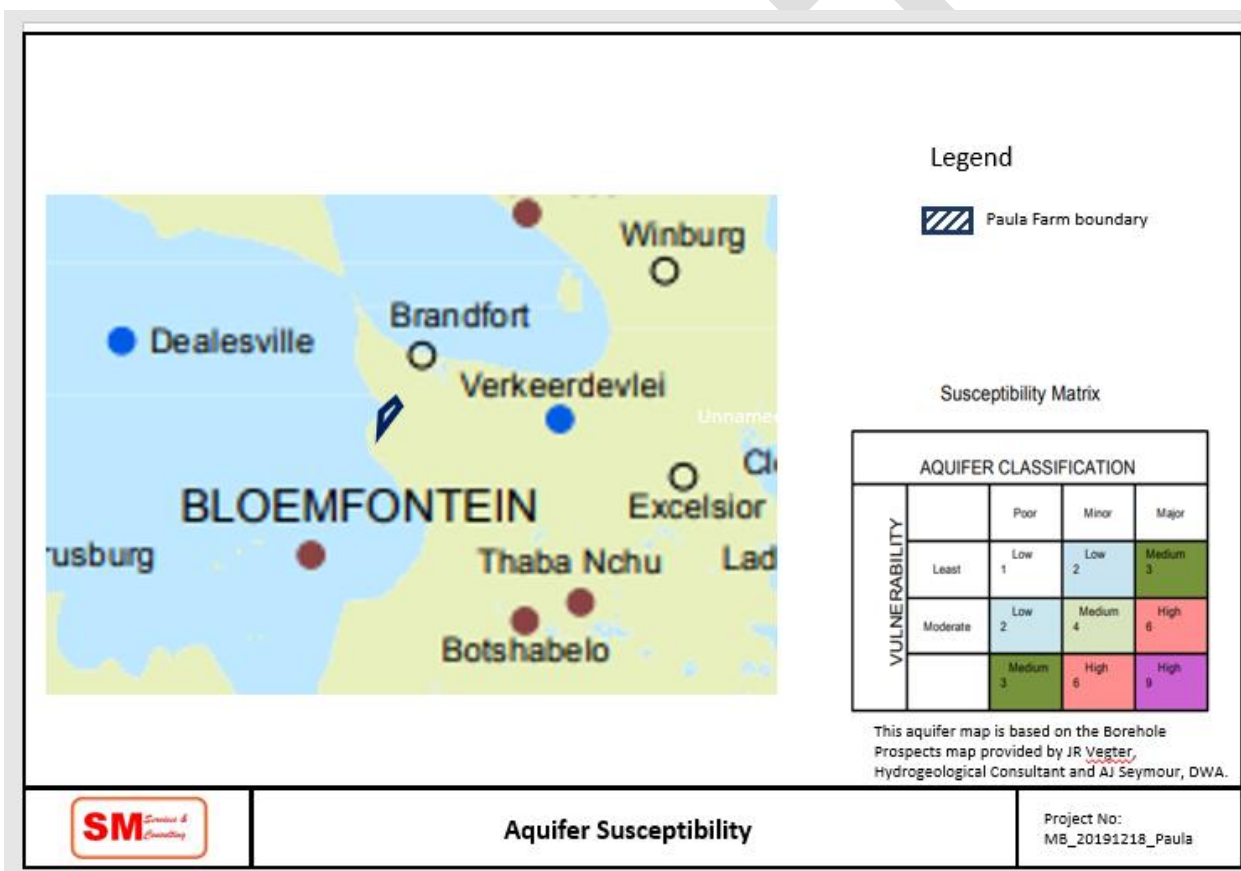 Legend
Paula Farm boundary
Winburg
Brandfort
Dealesville
Verkeerdevlei
BLOEMFONTEIN
Excelsior
rusburg
Thaba Nchu
Lad
Botshabelo
Susceptibility Matrix
AQUIFER CLASSIFICATION
VULNERABILITY
Poor Minor Major
Least Low 1 Low 2 Medium 3
Moderate Low 2 Medium 4 High 6
Medium 3 High 6 High 9
This aquifer map is based on the Borehole
Prospects map provided by JR Vegter,
Hydrogeological Consultant and AJ Seymour, DWA.
SM Services &
Consulting
Aquifer Susceptibility
Project No:
MB_20191218_Paula